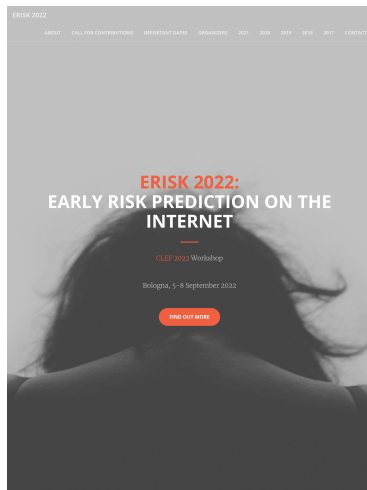 ERISK 2022
ABOUT CALL FOR CONTRIBUTIONS IMPORTANT DATES ORGANIZERS 2021 2020 2019 2018 2017 CONTACT
ERISK 2022:
EARLY RISK PREDICTION ON THE
INTERNET
CLEF 2022 Workshop
Bologna, 5-8 September 2022
FIND OUT MORE